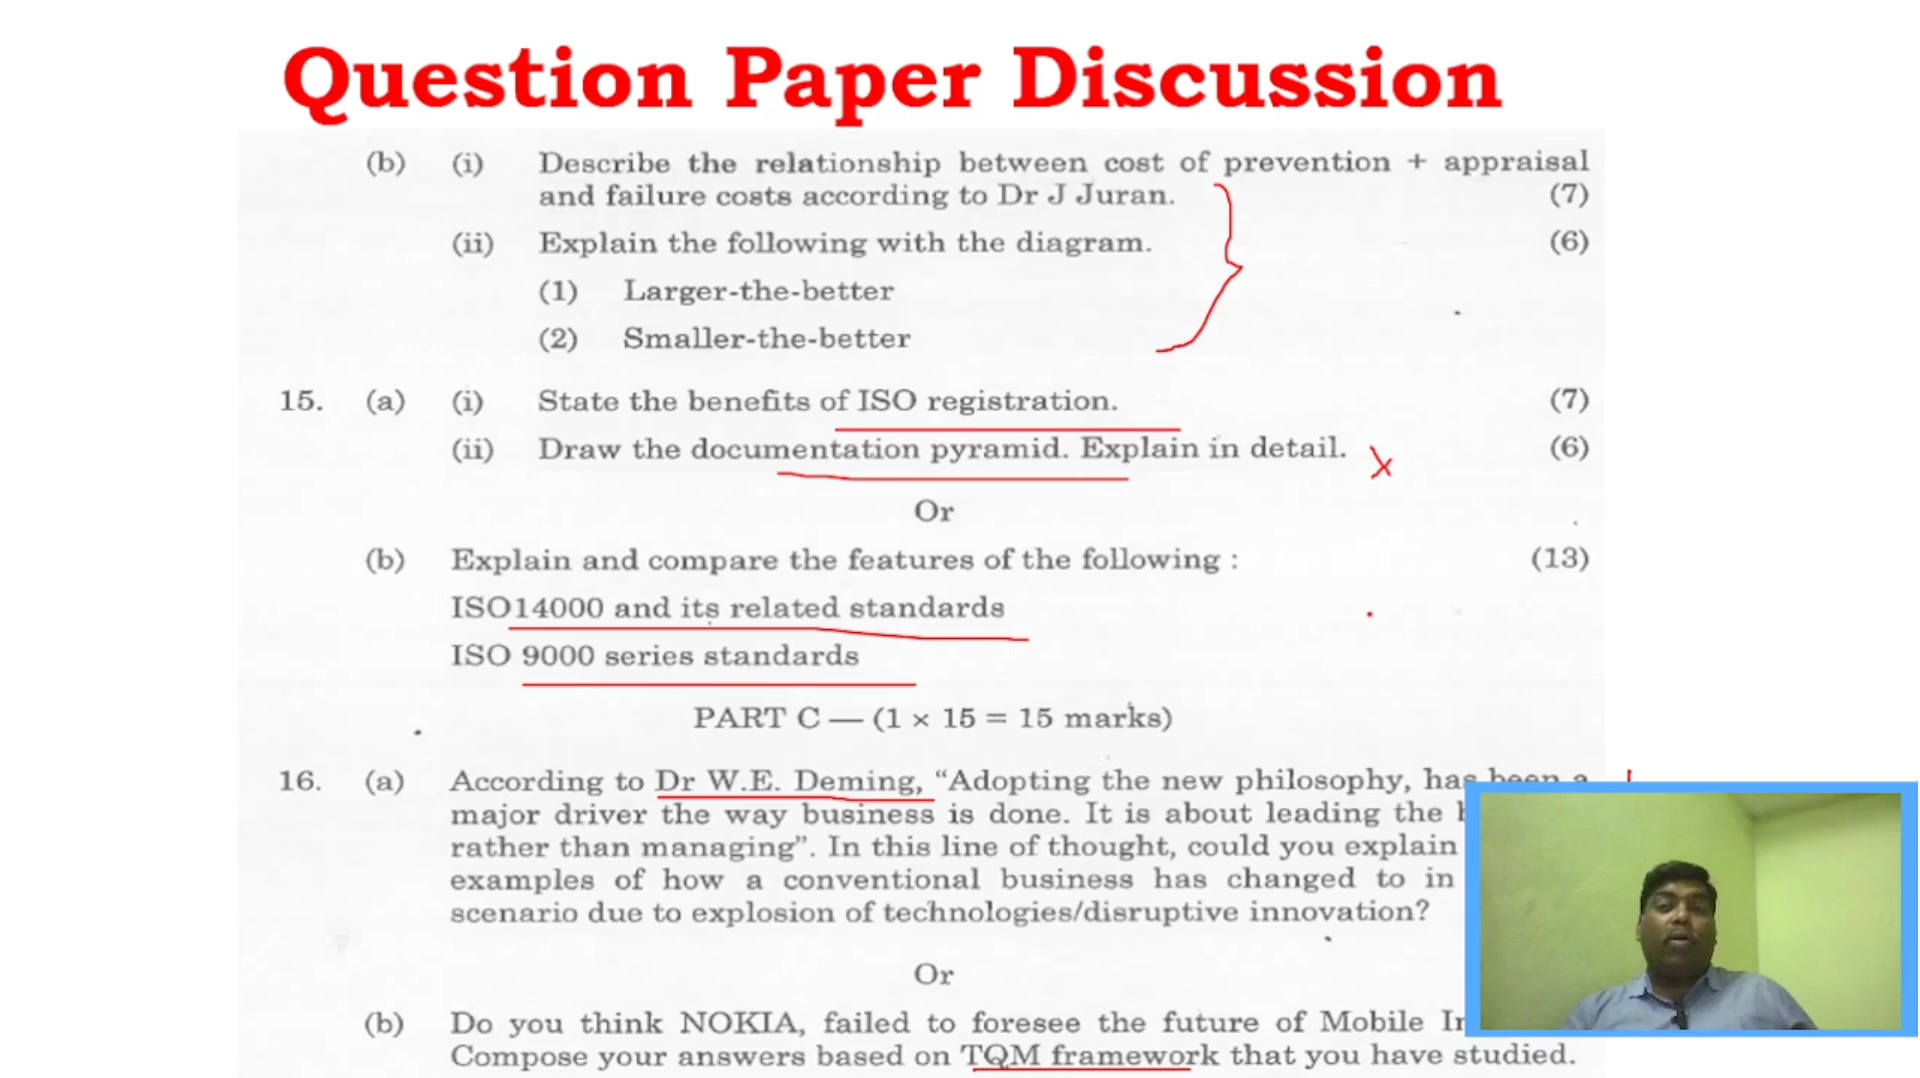 Question Paper Discussion
(b) (i) Describe the relationship between cost of prevention + appraisal
and failure costs according to Dr J Juran. (7)
(ii) Explain the following with the diagram. (6)
(1) Larger-the-better
(2) Smaller-the-better
15. (a) (i) State the benefits of ISO registration. (7)
(ii) Draw the documentation pyramid. Explain in detail. (6)
Or
(b) Explain and compare the features of the following : (13)
ISO14000 and its related standards
ISO 9000 series standards
PART C — (1 × 15 = 15 marks)
16. (a) According to Dr W.E. Deming, “Adopting the new philosophy, has been a
major driver the way business is done. It is about leading the
rather than managing”. In this line of thought, could you explain
examples of how a conventional business has changed to in
scenario due to explosion of technologies/disruptive innovation?
Or
(b) Do you think NOKIA, failed to foresee the future of Mobile
Compose your answers based on TQM framework that you have studied.